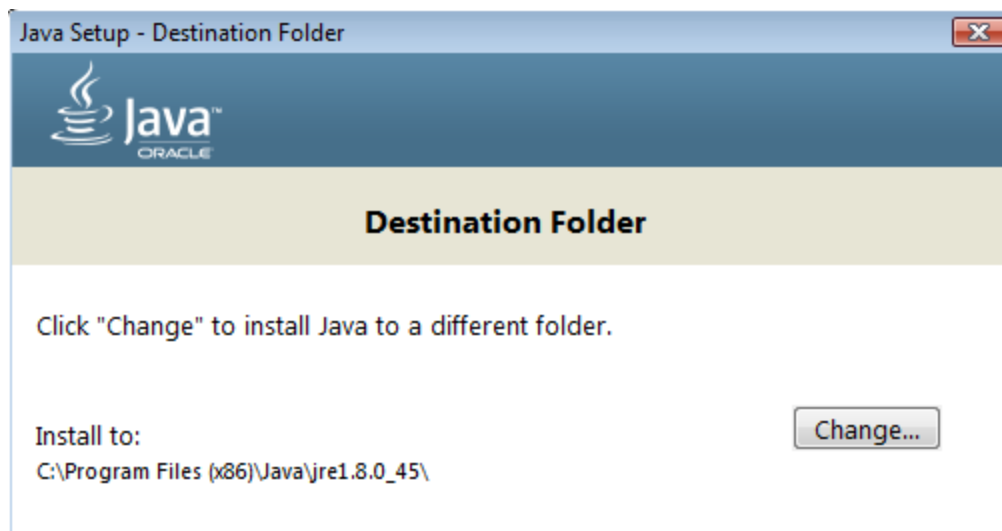 Java Setup - Destination Folder
Java™
ORACLE
Destination Folder
Click "Change" to install Java to a different folder.
Change...
Install to:
C:\Program Files (x86)\Java\jre1.8.0_45\